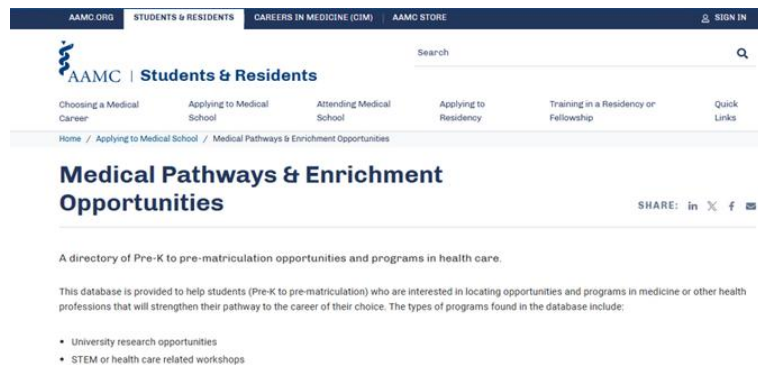 AAMC.ORG STUDENTS & RESIDENTS CAREERS IN MEDICINE (CIM) AAMC STORE SIGN IN
Search
AAMC | Students & Residents
Choosing a Medical Career
Applying to Medical School
Attending Medical School
Applying to Residency
Training in a Residency or Fellowship
Quick Links
Home / Applying to Medical School / Medical Pathways & Enrichment Opportunities
Medical Pathways & Enrichment
Opportunities
SHARE:
A directory of Pre-K to pre-matriculation opportunities and programs in health care.
This database is provided to help students (Pre-K to pre-matriculation) who are interested in locating opportunities and programs in medicine or other health
professions that will strengthen their pathway to the career of their choice. The types of programs found in the database include:
• University research opportunities
• STEM or health care related workshops